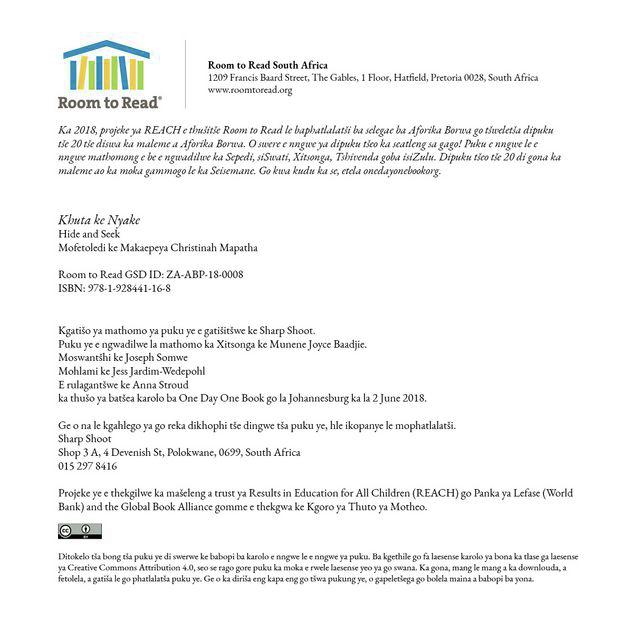 Room to Read®
Room to Read South Africa
1209 Francis Baard Street, The Gables, 1 Floor, Hatfield, Pretoria 0028, South Africa
www.roomtoread.org
Ka 2018, projeke ya REACH e thušitše Room to Read le baphatlalatši ba selegae ba Aforika Borwa go tšweletša dipuku
tše 20 tše diswa ka maleme a Aforika Borwa. O swere e nngwe ya dipuku tšeo ka seatleng sa gago! Puku e nngwe le e
nngwe mathomong e be e ngwadilwe ka Sepedi, siSwati, Xitsonga, Tshivenda goba isiZulu. Dipuku tšeo tše 20 di gona ka
maleme ao ka moka gammogo le ka Seisemane. Go kwa kudu ka se, etela onedayonebookorg.
Khuta ke Nyake
Hide and Seek
Mofetoledi ke Makaepeya Christinah Mapatha
Room to Read GSD ID: ZA-ABP-18-0008
ISBN: 978-1-928441-16-8
Kgatišo ya mathomo ya puku ye e gatišitšwe ke Sharp Shoot.
Puku ye e ngwadilwe la mathomo ka Xitsonga ke Munene Joyce Baadjie.
Moswantšhi ke Joseph Somwe
Mohlami ke Jess Jardim-Wedepohl
E rulagantšwe ke Anna Stroud
ka thušo ya batšea karolo ba One Day One Book go la Johannesburg ka la 2 June 2018.
Ge o na le kgahlego ya go reka dikhophi tše dingwe tša puku ye, hle ikopanye le mophatlalatši.
Sharp Shoot
Shop 3 A, 4 Devenish St, Polokwane, 0699, South Africa
015 297 8416
Projeke ye e thekgilwe ka mašeleng a trust ya Results in Education for All Children (REACH) go Panka ya Lefase (World
Bank) and the Global Book Alliance gomme e thekgwa ke Kgoro ya Thuto ya Motheo.
cc BY
Ditokelo tša bong tša puku ye di swerwe ke babopi ba karolo e nngwe le e nngwe ya puku. Ba kgethile go fa laesense karolo ya bona ka tlase ga laesense
ya Creative Commons Attribution 4.0, seo se rago gore puku ka moka e rwele laesense yeo ya go swana. Ka gona, mang le mang a ka downlouda, a
fetolela, a gatiša le go phatlalatša puku ye. Ge o ka diriša eng kapa eng go tšwa pukung ye, o gapeletšega go bolela maina a babopi ba yona.